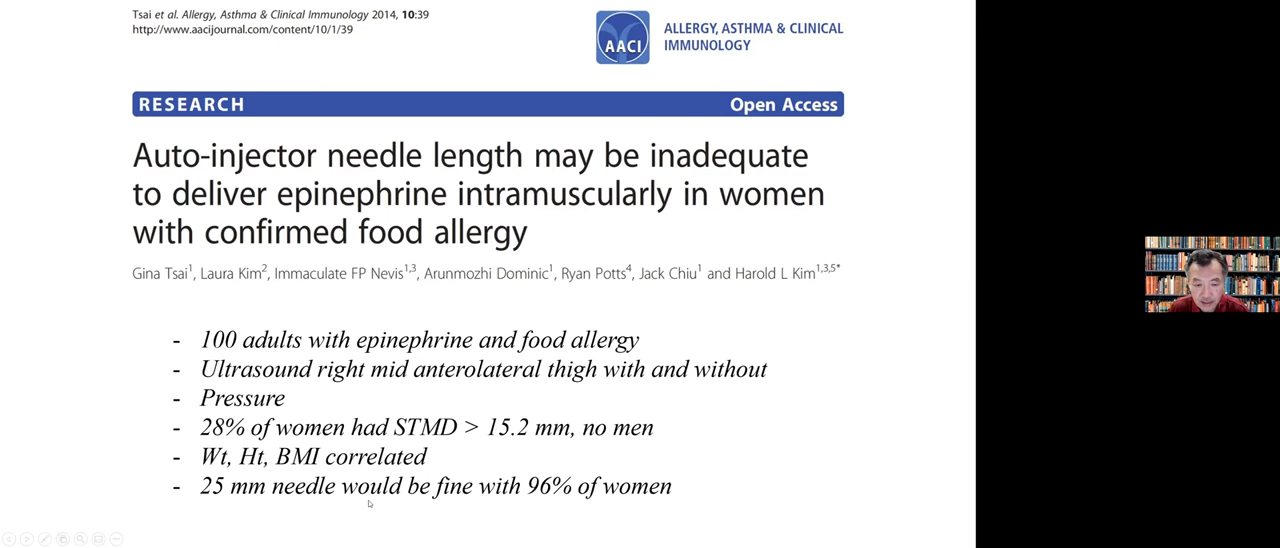 Tsai et al. Allergy, Asthma & Clinical Immunology 2014, 10:39
http://www.aacijournal.com/content/10/1/39
AACI
ALLERGY, ASTHMA & CLINICAL
IMMUNOLOGY
RESEARCH
Open Access
Auto-injector needle length may be inadequate
to deliver epinephrine intramuscularly in women
with confirmed food allergy
Gina Tsai1, Laura Kim2, Immaculate FP Nevis1,3, Arunmozhi Dominic1, Ryan Potts4, Jack Chiu1 and Harold L Kim1,3,5*
- 100 adults with epinephrine and food allergy
- Ultrasound right mid anterolateral thigh with and without
- Pressure
- 28% of women had STMD > 15.2 mm, no men
- Wt, Ht, BMI correlated
- 25 mm needle would be fine with 96% of women